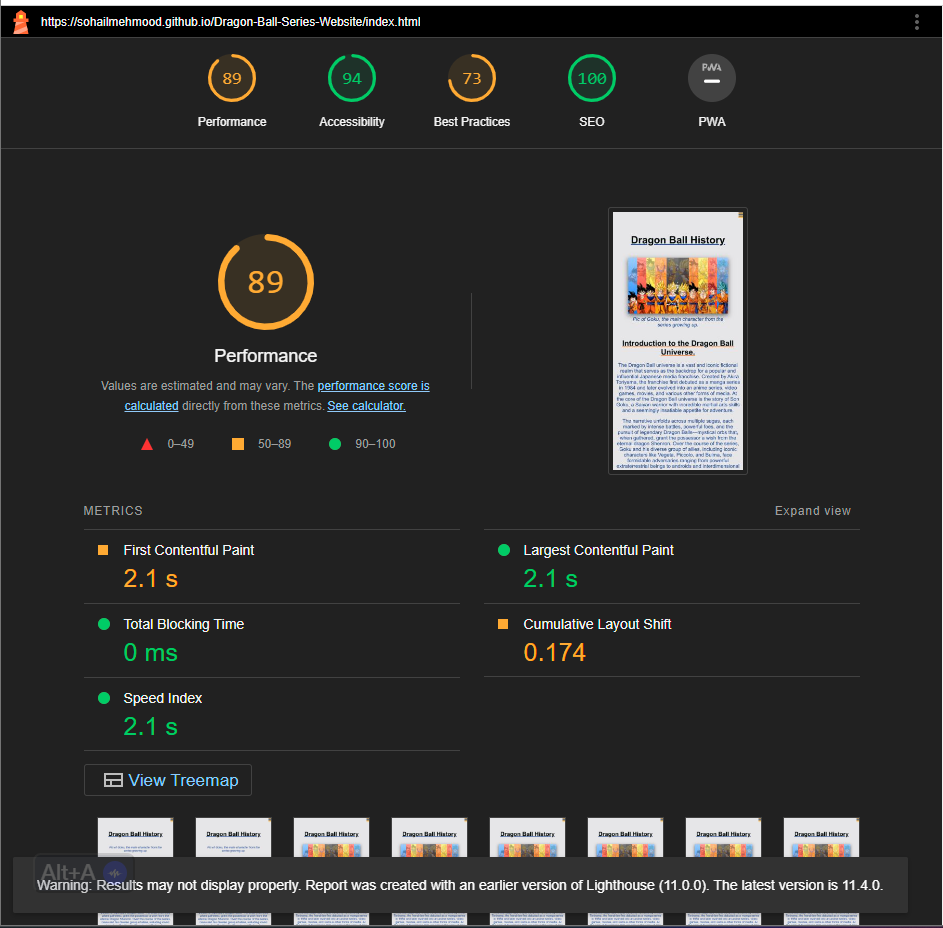 https://sohailmehmood.github.io/Dragon-Ball-Series-Website/index.html
89
94
73
100
PWA
Performance
Accessibility
Best Practices
SEO
PWA
89
Performance
Values are estimated and may vary. The performance score is
calculated directly from these metrics. See calculator.
0–49
50–89
90–100
Dragon Ball History
Pic of Goku, the main character from the
series growing up.
Introduction to the Dragon Ball
Universe.
The Dragon Ball universe is a vast and iconic fictional
realm that serves as the backdrop for popular and
influential Japanese media franchise. Created by Akira
Toriyama, the franchise first debuted as a manga series
in 1984 and later evolved into an anime series, video
games, movies, and various other forms of media. At
the core of the Dragon Ball universe is the story of Son
Goku, a Saiyan warrior with incredible martial arts skills
and a seemingly insatiable appetite for adventure.
The narrative unfolds across multiple sagas, each
marked by intense battles, powerful foes, and the
pursuit of legendary Dragon Balls—mystical orbs that,
when gathered, grant the possessor a wish from the
eternal dragon Shenron. Over the course of the series,
Goku and his diverse group of allies, including iconic
characters like Vegeta, Piccolo, and Bulma, face
formidable adversaries ranging from powerful
extraterrestrial beings to androids and interdimensional
METRICS
Expand view
First Contentful Paint
2.1 s
Largest Contentful Paint
2.1 s
Total Blocking Time
0 ms
Cumulative Layout Shift
0.174
Speed Index
2.1 s
View Treemap
Dragon Ball History
Dragon Ball History
Dragon Ball History
Dragon Ball History
Dragon Ball History
Dragon Ball History
Dragon Ball History
Dragon Ball History
Alt+A
Warning: Results may not display properly. Report was created with an earlier version of Lighthouse (11.0.0). The latest version is 11.4.0.